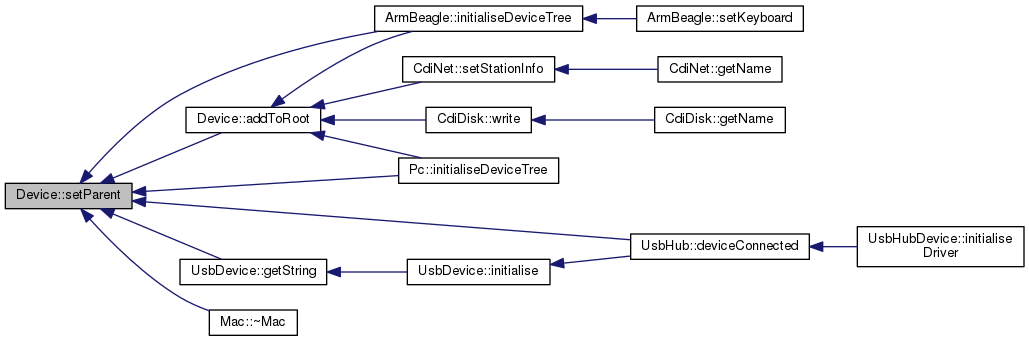 ArmBeagle::initialiseDeviceTree
ArmBeagle::setKeyboard
CdiNet::setStationInfo
CdiNet::getName
Device::addToRoot
CdiDisk::write
CdiDisk::getName
Pc::initialiseDeviceTree
Device::setParent
UsbHub::deviceConnected
UsbHubDevice::initialise
Driver
UsbDevice::getString
UsbDevice::initialise
Mac::~Mac